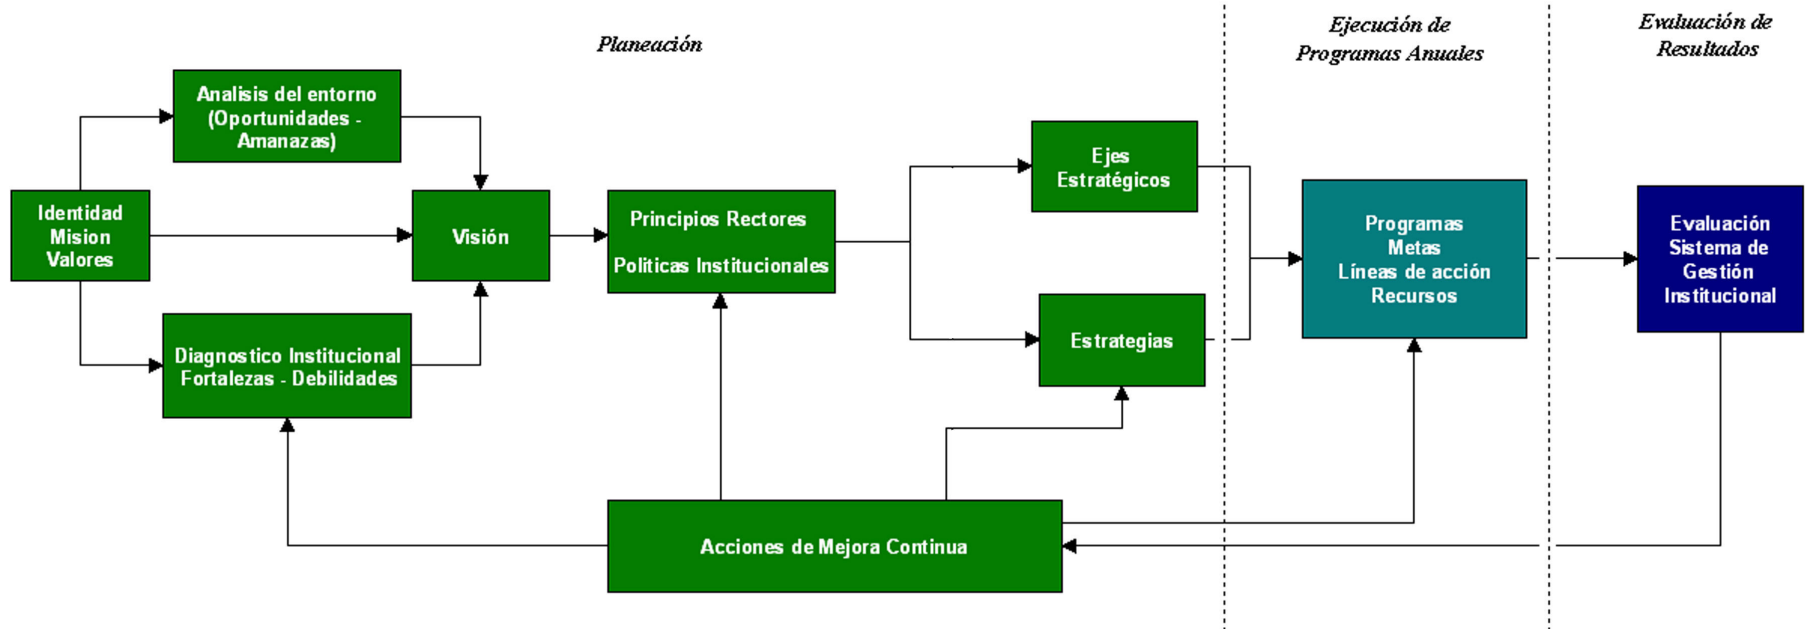 Planeación
Ejecución de
Programas Anuales
Evaluación de
Resultados
Analisis del entorno
(Oportunidades -
Amanazas)
Identidad
Mision
Valores
Visión
Diagnostico Institucional
Fortalezas - Debilidades
Principios Rectores
Politicas Institucionales
Ejes
Estratégicos
Estrategias
Programas
Metas
Líneas de acción
Recursos
Evaluación
Sistema de
Gestión
Institucional
Acciones de Mejora Continua